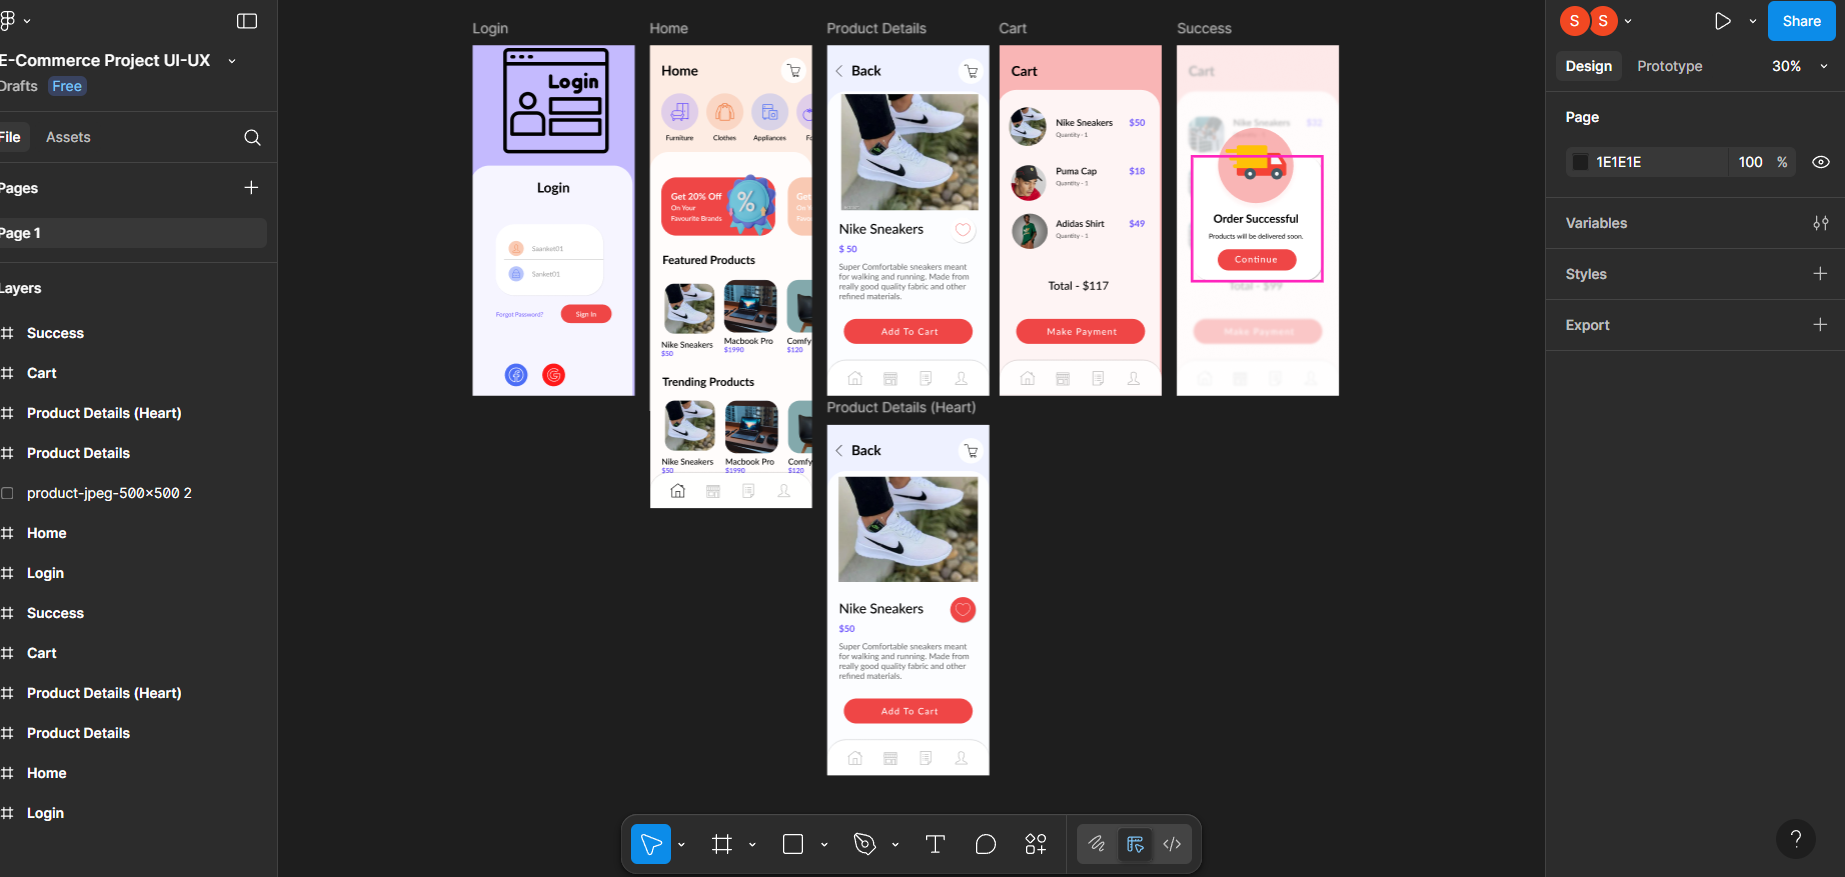 E-Commerce Project UI-UX
Drafts
Free
File
Assets
Pages
Page 1
Layers
Success
Cart
Product Details (Heart)
Product Details
product-jpeg-500×500 2
Home
Login
Success
Cart
Product Details (Heart)
Product Details
Home
Login
Login
Login
Login
Sanket01
Forgot Password?
Sign In
Home
Home
Furniture
Clothes
Appliances
Get 20% Off
On Your
Favourite Brands
Get
On Your
Featured Products
Nike Sneakers
$50
Macbook Pro
$1990
Comfy
$120
Trending Products
Nike Sneakers
$50
Macbook Pro
$1990
Comfy
$120
Product Details
Back
Nike Sneakers
$ 50
Super Comfortable sneakers meant
for walking and running. Made from
really good quality fabric and other
refined materials.
Add To Cart
Product Details (Heart)
Back
Nike Sneakers
$50
Super Comfortable sneakers meant
for walking and running. Made from
really good quality fabric and other
refined materials.
Add To Cart
Cart
Cart
Nike Sneakers
$50
Quantity - 1
Puma Cap
$18
Quantity - 1
Adidas Shirt
$49
Quantity - 1
Total - $117
Make Payment
Success
Cart
Nike Sneakers
$32
Order Successful
Products will be delivered soon.
Continue
Total - $99
Make Payment
S
S
Share
Design
Prototype
30%
Page
1E1E1E
100
%
Variables
Styles
Export
T
</>
?